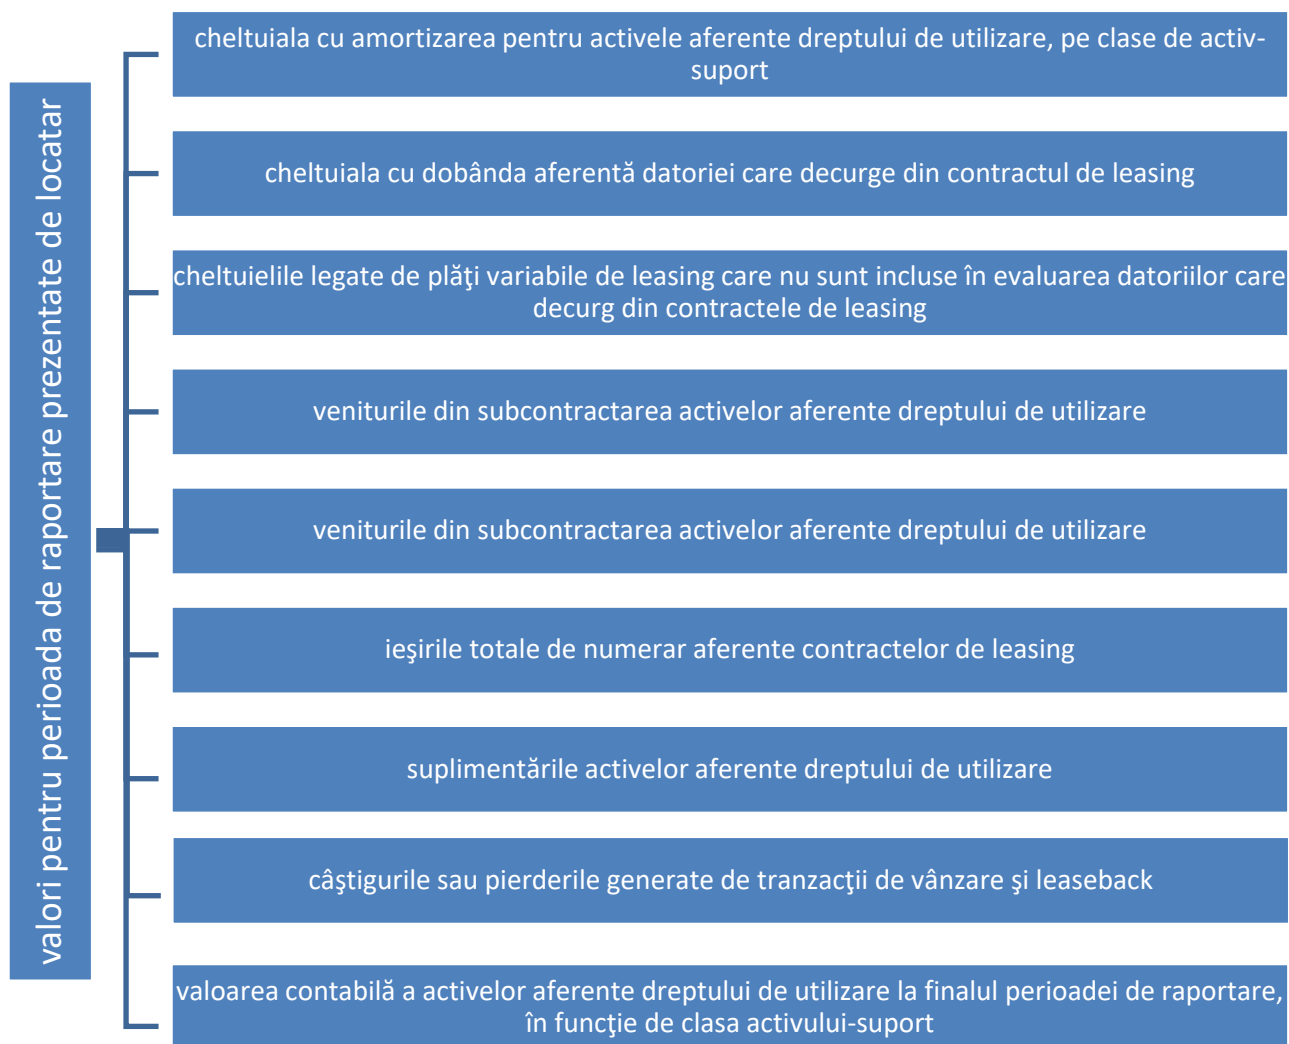 valori pentru perioada de raportare prezentate de locatar
cheltuiala cu amortizarea pentru activele aferente dreptului de utilizare, pe clase de activ-
suport
cheltuiala cu dobânda aferentă datoriei care decurge din contractul de leasing
cheltuielile legate de plăţi variabile de leasing care nu sunt incluse în evaluarea datoriilor care
decurg din contractele de leasing
veniturile din subcontractarea activelor aferente dreptului de utilizare
veniturile din subcontractarea activelor aferente dreptului de utilizare
ieşirile totale de numerar aferente contractelor de leasing
suplimentările activelor aferente dreptului de utilizare
câştigurile sau pierderile generate de tranzacţii de vânzare şi leaseback
valoarea contabilă a activelor aferente dreptului de utilizare la finalul perioadei de raportare,
în funcţie de clasa activului-suport